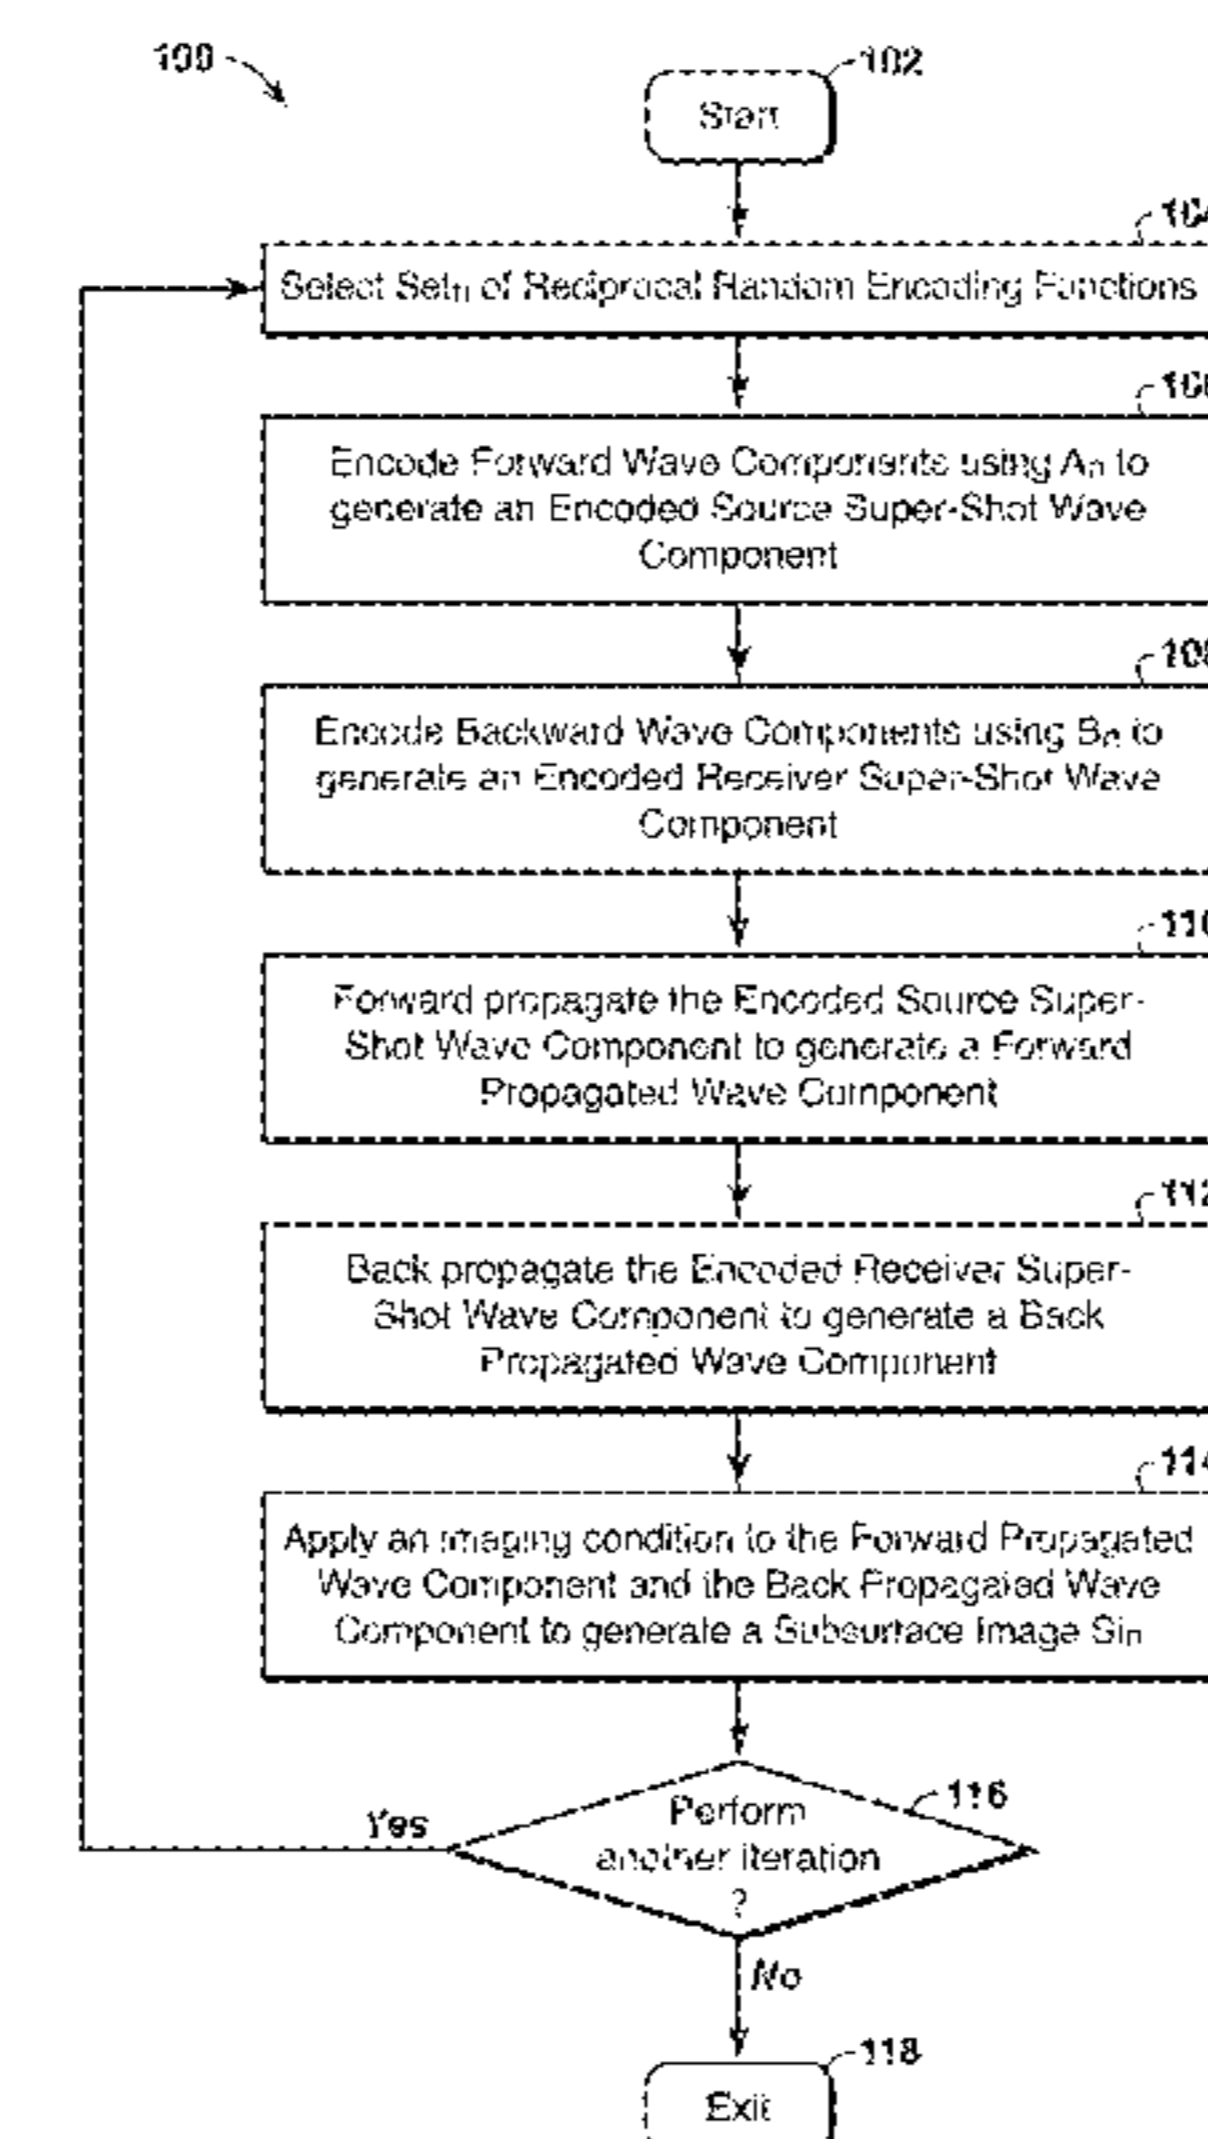 100
102
Start
104
Select Setn of Reciprocal Random Encoding Functions
106
Encode Forward Wave Components using An to
generate an Encoded Source Super-Shot Wave
Component
108
Encode Backward Wave Components using Bn to
generate an Encoded Receiver Super-Shot Wave
Component
110
Forward propagate the Encoded Source Super-
Shot Wave Component to generate a Forward
Propagated Wave Component
112
Back propagate the Encoded Receiver Super-
Shot Wave Component to generate a Back
Propagated Wave Component
114
Apply an imaging condition to the Forward Propagated
Wave Component and the Back Propagated Wave
Component to generate a Subsurface Image Sin
116
Perform
another iteration
?
Yes
No
118
Exit